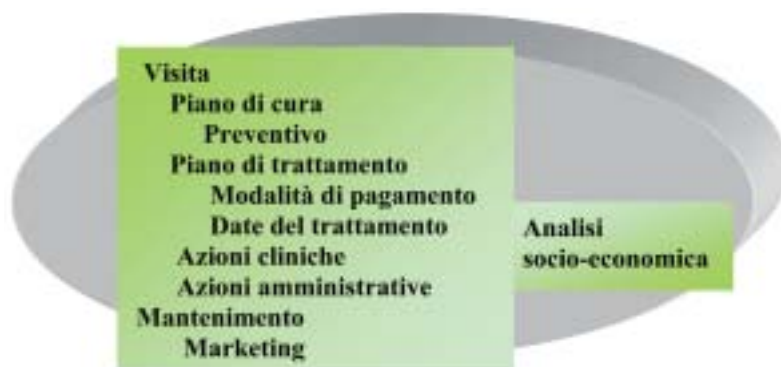 Visita
Piano di cura
Preventivo
Piano di trattamento
Modalità di pagamento
Date del trattamento
Azioni cliniche
Azioni amministrative
Mantenimento
Marketing
Analisi
socio-economica